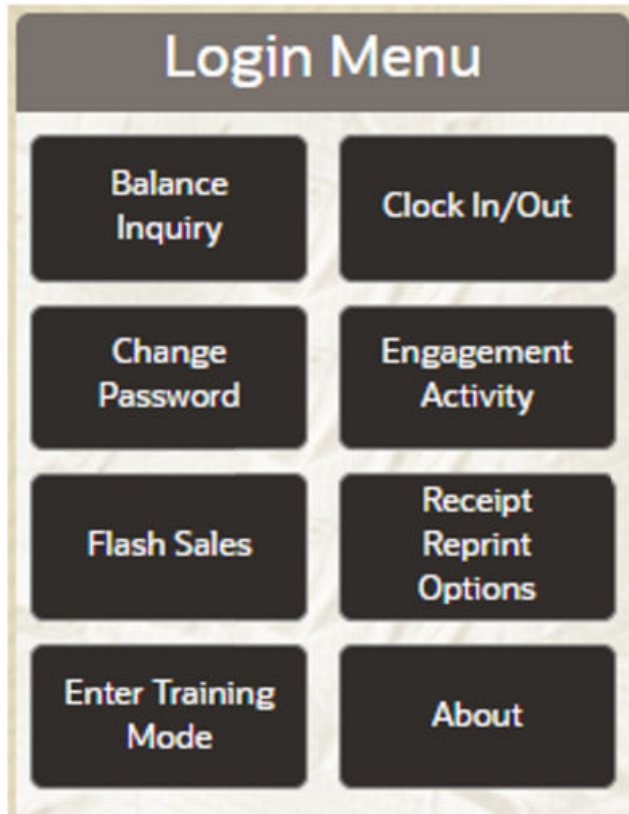 Login Menu
Balance
Inquiry
Clock In/Out
Change
Password
Engagement
Activity
Flash Sales
Receipt
Reprint
Options
Enter Training
Mode
About